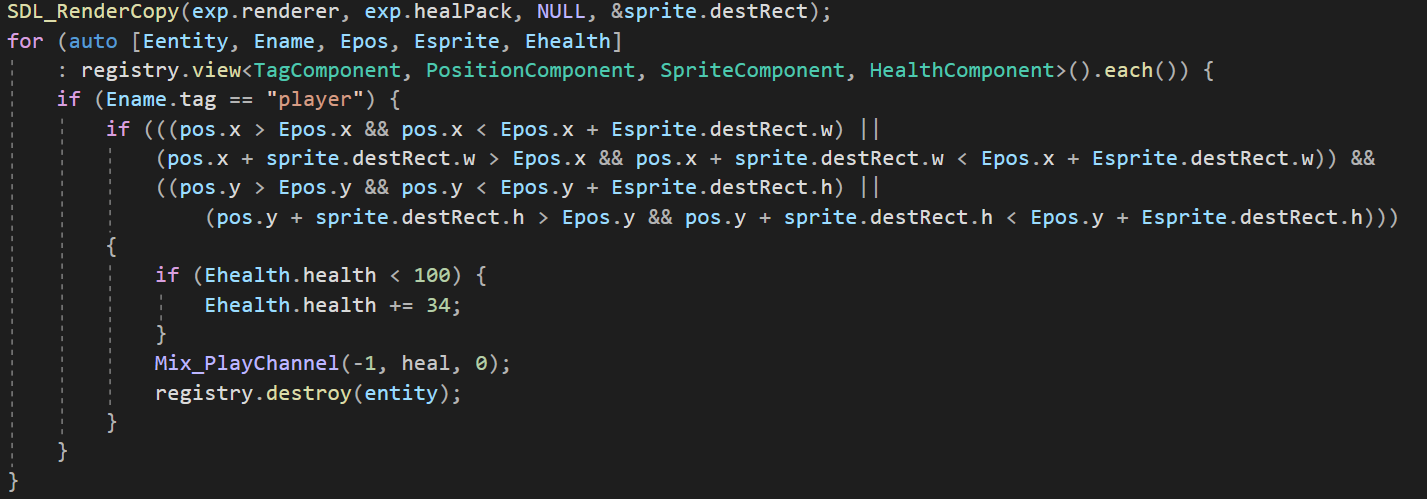 SDL_RenderCopy(exp.renderer, exp.healPack, NULL, &sprite.destRect);
for (auto [Eentity, Ename, Epos, Esprite, Ehealth]
    : registry.view<TagComponent, PositionComponent, SpriteComponent, HealthComponent>().each()) {
    if (Ename.tag == "player") {
        if (((pos.x > Epos.x && pos.x < Epos.x + Esprite.destRect.w) ||
            (pos.x + sprite.destRect.w > Epos.x && pos.x + sprite.destRect.w < Epos.x + Esprite.destRect.w)) &&
            ((pos.y > Epos.y && pos.y < Epos.y + Esprite.destRect.h) ||
                (pos.y + sprite.destRect.h > Epos.y && pos.y + sprite.destRect.h < Epos.y + Esprite.destRect.h)))
        {
            if (Ehealth.health < 100) {
                Ehealth.health += 34;
            }
            Mix_PlayChannel(-1, heal, 0);
            registry.destroy(entity);
        }
    }
}